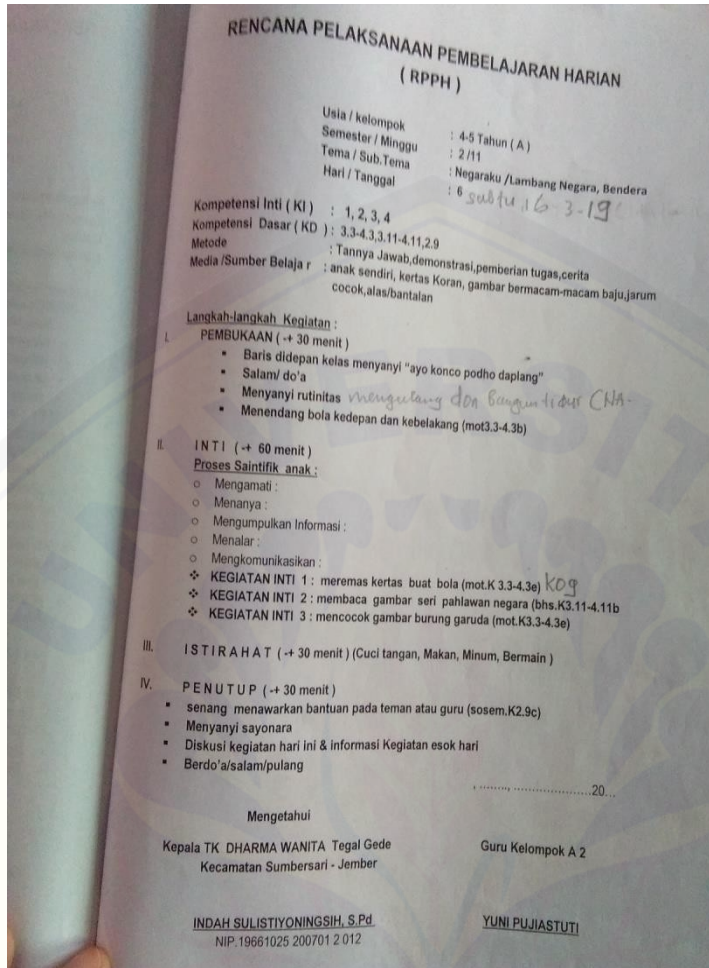 RENCANA PELAKSANAAN PEMBELAJARAN HARIAN
( RPPH )
Usia / kelompok : 4-5 Tahun ( A )
Semester / Minggu : 2 /11
Tema / Sub.Tema : Negaraku /Lambang Negara, Bendera
Hari / Tanggal : 6 sabtu, 16-3-19
Kompetensi Inti ( KI ) : 1, 2, 3, 4
Kompetensi Dasar ( KD ) : 3.3-4.3,3.11-4.11,2.9
Metode : Tannya Jawab,demonstrasi,pemberian tugas,cerita
Media /Sumber Belaja r : anak sendiri, kertas Koran, gambar bermacam-macam baju,jarum
cocok,alas/bantalan
Langkah-langkah Kegiatan :
I. PEMBUKAAN ( -+ 30 menit )
▪ Baris didepan kelas menyanyi "ayo konco podho daplang"
▪ Salam/ do'a
▪ Menyanyi rutinitas mengulang doa bangun tidur
▪ Menendang bola kedepan dan kebelakang (mot3.3-4.3b)
II. I N T I ( -+ 60 menit )
Proses Saintifik anak :
o Mengamati :
o Menanya :
o Mengumpulkan Informasi :
o Menalar :
o Mengkomunikasikan :
❖ KEGIATAN INTI 1 : meremas kertas buat bola (mot.K 3.3-4.3e) kog
❖ KEGIATAN INTI 2 : membaca gambar seri pahlawan negara (bhs.K3.11-4.11b
❖ KEGIATAN INTI 3 : mencocok gambar burung garuda (mot.K3.3-4.3e)
III. I S T I R A H A T ( -+ 30 menit ) (Cuci tangan, Makan, Minum, Bermain )
IV. P E N U T U P ( -+ 30 menit )
▪ senang menawarkan bantuan pada teman atau guru (sosem.K2.9c)
▪ Menyanyi sayonara
▪ Diskusi kegiatan hari ini & informasi Kegiatan esok hari
▪ Berdo'a/salam/pulang
, ........, ......................20...
Mengetahui
Kepala TK DHARMA WANITA Tegal Gede
Kecamatan Sumbersari - Jember
Guru Kelompok A 2
INDAH SULISTIYONINGSIH, S.Pd
NIP.19661025 200701 2 012
YUNI PUJIASTUTI